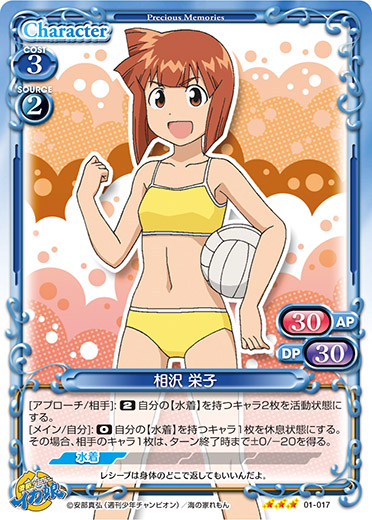 Precious Memories
Character
COST
3
SOURCE
2
30 AP
DP 30
相沢 栄子
[アプローチ/相手]: 2 自分の【水着】を持つキャラ2枚を活動状態に
する。
[メイン/自分]: 0 自分の【水着】を持つキャラ1枚を休息状態にする。
その場合、相手のキャラ1枚は、ターン終了時まで±0/−20を得る。
水着
レシーブは身体のどこで返してもいいんだよ。
©安部真弘(週刊少年チャンピオン)/海の家れもん
01-017